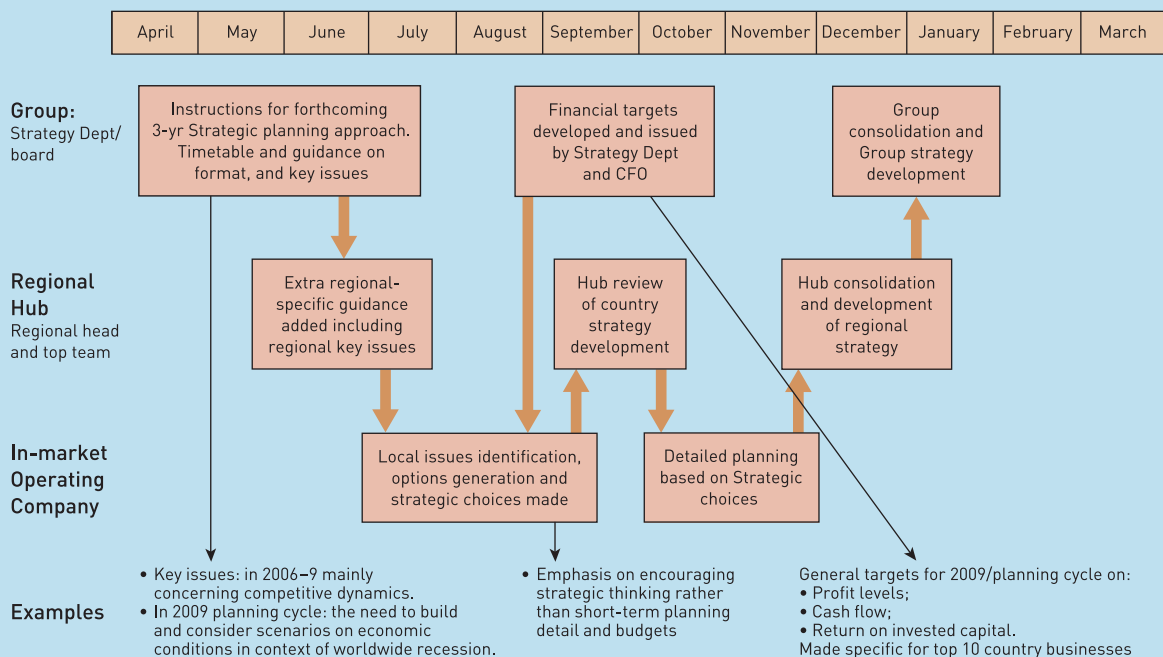 April May June July August September October November December January February March
Group:
Strategy Dept/
board
Instructions for forthcoming
3-yr Strategic planning approach.
Timetable and guidance on
format, and key issues
Financial targets
developed and issued
by Strategy Dept
and CFO
Group
consolidation and
Group strategy
development
Regional
Hub
Regional head
and top team
Extra regional-
specific guidance
added including
regional key issues
Hub review
of country
strategy
development
Hub consolidation
and development
of regional
strategy
In-market
Operating
Company
Local issues identification,
options generation and
strategic choices made
Detailed planning
based on Strategic
choices
Examples
• Key issues: in 2006–9 mainly
concerning competitive dynamics.
• In 2009 planning cycle: the need to build
and consider scenarios on economic
conditions in context of worldwide recession.
• Emphasis on encouraging
strategic thinking rather
than short-term planning
detail and budgets
General targets for 2009/planning cycle on:
• Profit levels;
• Cash flow;
• Return on invested capital.
Made specific for top 10 country businesses